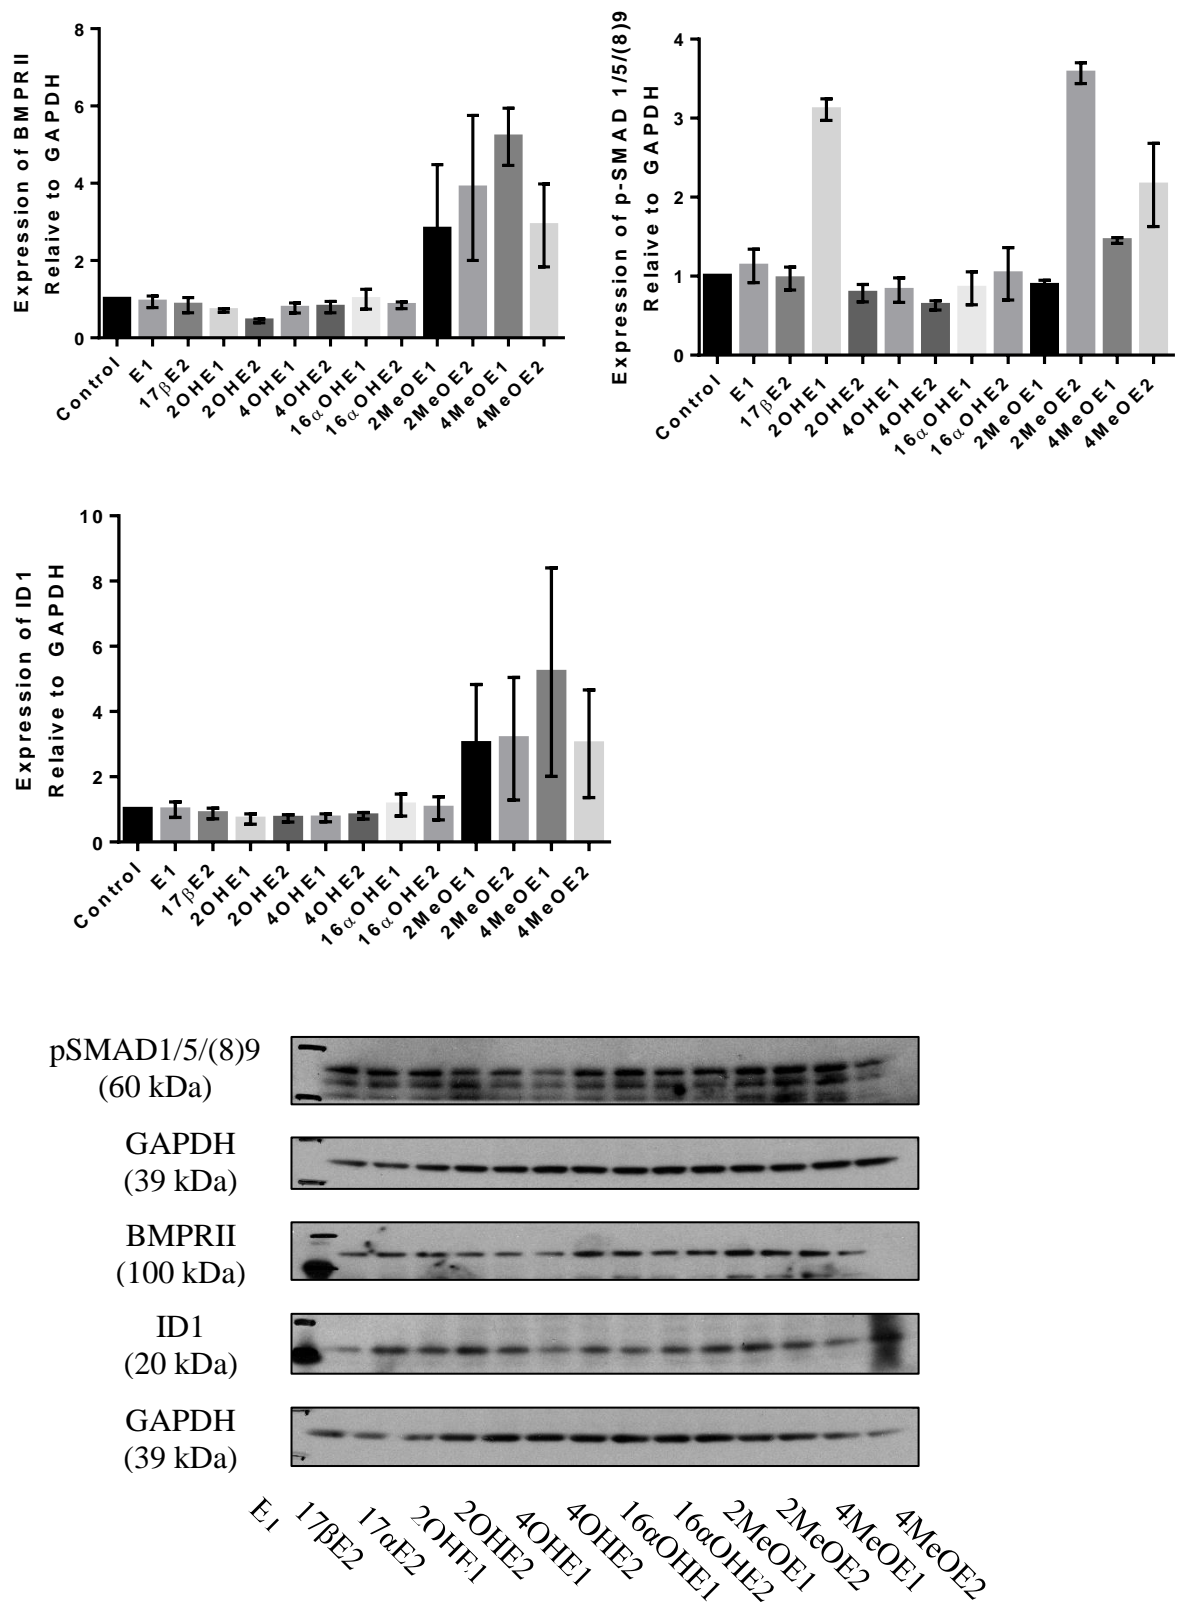 Expression of BMPRII
Relaive to GAPDH
8
6
4
2
0
Control
E1
17βE2
2OHE1
2OHE2
4OHE1
4OHE2
16αOHE1
16αOHE2
2MeOE1
2MeOE2
4MeOE1
4MeOE2
Expression of p-SMAD 1/5/(8)9
Relaive to GAPDH
4
3
2
1
0
Control
E1
17βE2
2OHE1
2OHE2
4OHE1
4OHE2
16αOHE1
16αOHE2
2MeOE1
2MeOE2
4MeOE1
4MeOE2
Expression of ID1
Relaive to GAPDH
10
8
6
4
2
0
Control
E1
17βE2
2OHE1
2OHE2
4OHE1
4OHE2
16αOHE1
16αOHE2
2MeOE1
2MeOE2
4MeOE1
4MeOE2
pSMAD1/5/(8)9
(60 kDa)
GAPDH
(39 kDa)
BMPRII
(100 kDa)
ID1
(20 kDa)
GAPDH
(39 kDa)
E1
17βE2
17αE2
2OHE1
2OHE2
4OHE1
4OHE2
16αOHE1
16αOHE2
2MeOE1
2MeOE2
4MeOE1
4MeOE2